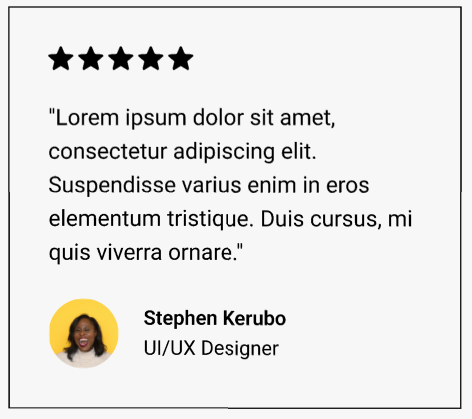 "Lorem ipsum dolor sit amet,
consectetur adipiscing elit.
Suspendisse varius enim in eros
elementum tristique. Duis cursus, mi
quis viverra ornare."
Stephen Kerubo
UI/UX Designer